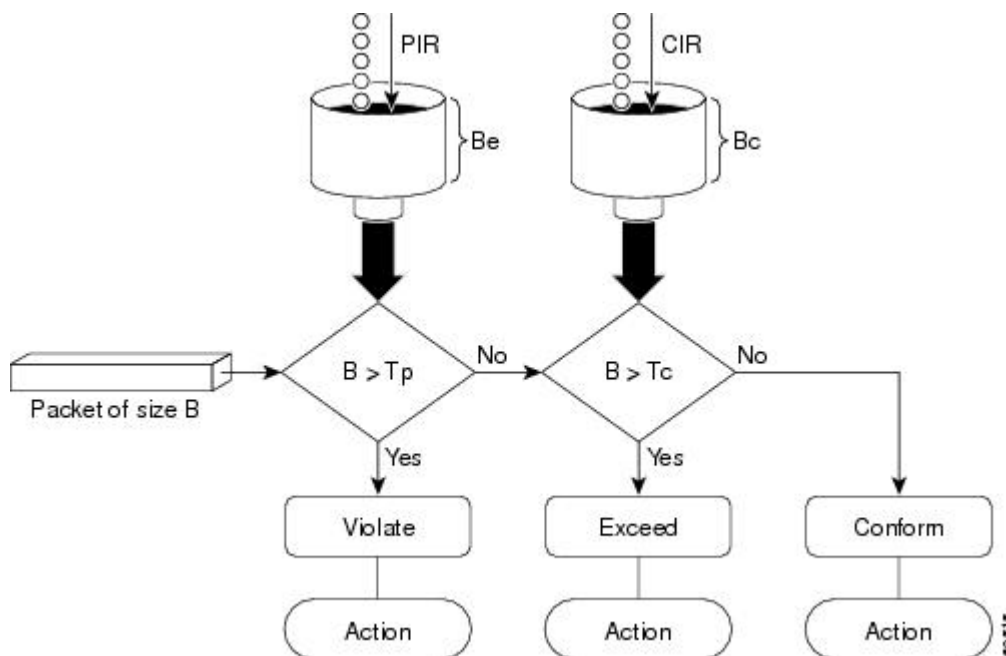 PIR
CIR
Be
Bc
B > Tp
No
B > Tc
No
Packet of size B
Yes
Yes
Violate
Exceed
Conform
Action
Action
Action